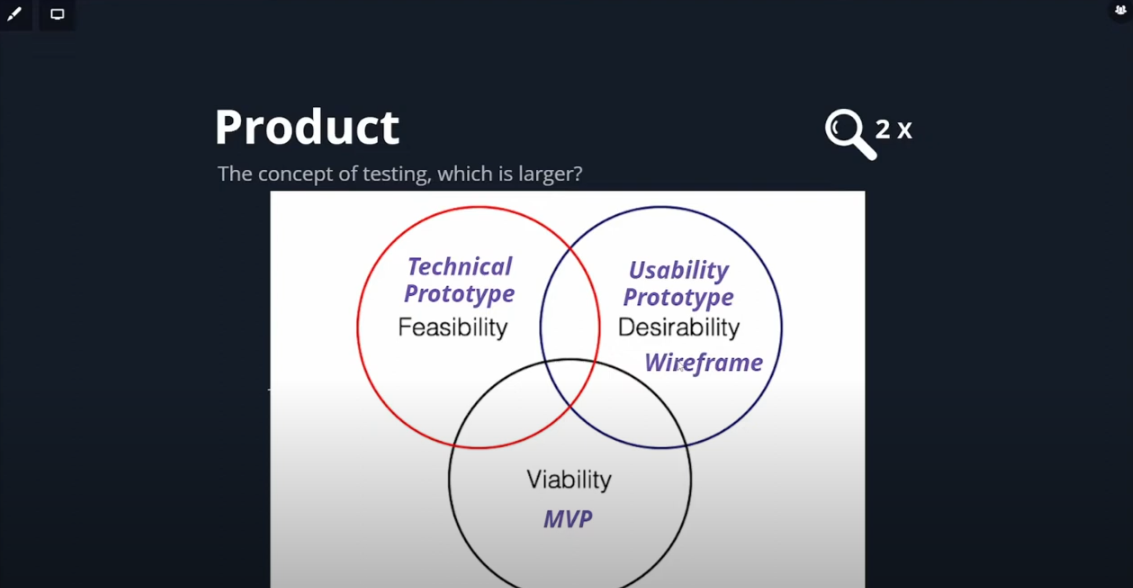 Product
2 x
The concept of testing, which is larger?
Technical
Prototype
Feasibility
Usability
Prototype
Desirability
Wireframe
Viability
MVP